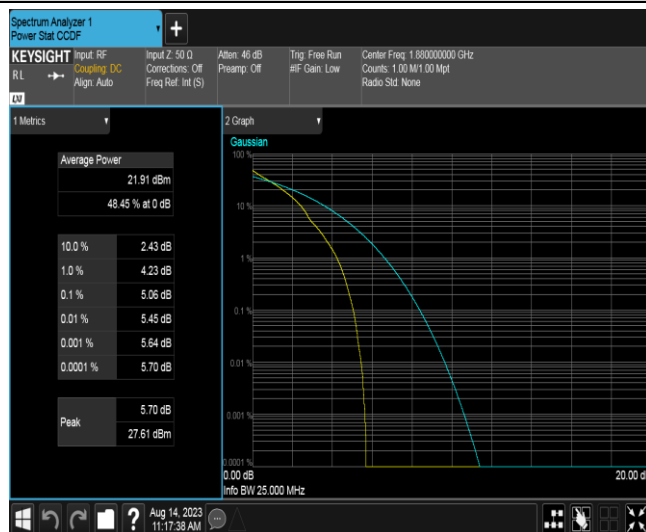 Spectrum Analyzer 1
Power Stat CCDF
+
KEYSIGHT
RL
LXI
Input: RF
Coupling: DC
Align: Auto
Input Z: 50 Ω
Corrections: Off
Freq Ref: Int (S)
Atten: 46 dB
Preamp: Off
Trig: Free Run
#IF Gain: Low
Center Freq: 1.880000000 GHz
Counts: 1.00 M/1.00 Mpt
Radio Std: None
1 Metrics
Average Power
21.91 dBm
48.45 % at 0 dB
10.0 % 2.43 dB
1.0 % 4.23 dB
0.1 % 5.06 dB
0.01 % 5.45 dB
0.001 % 5.64 dB
0.0001 % 5.70 dB
Peak
5.70 dB
27.61 dBm
2 Graph
Gaussian
100 %
10 %
1 %
0.1 %
0.01 %
0.001 %
0.0001 %
0.00 dB
20.00 d
Info BW 25.000 MHz
?
Aug 14, 2023
11:17:38 AM